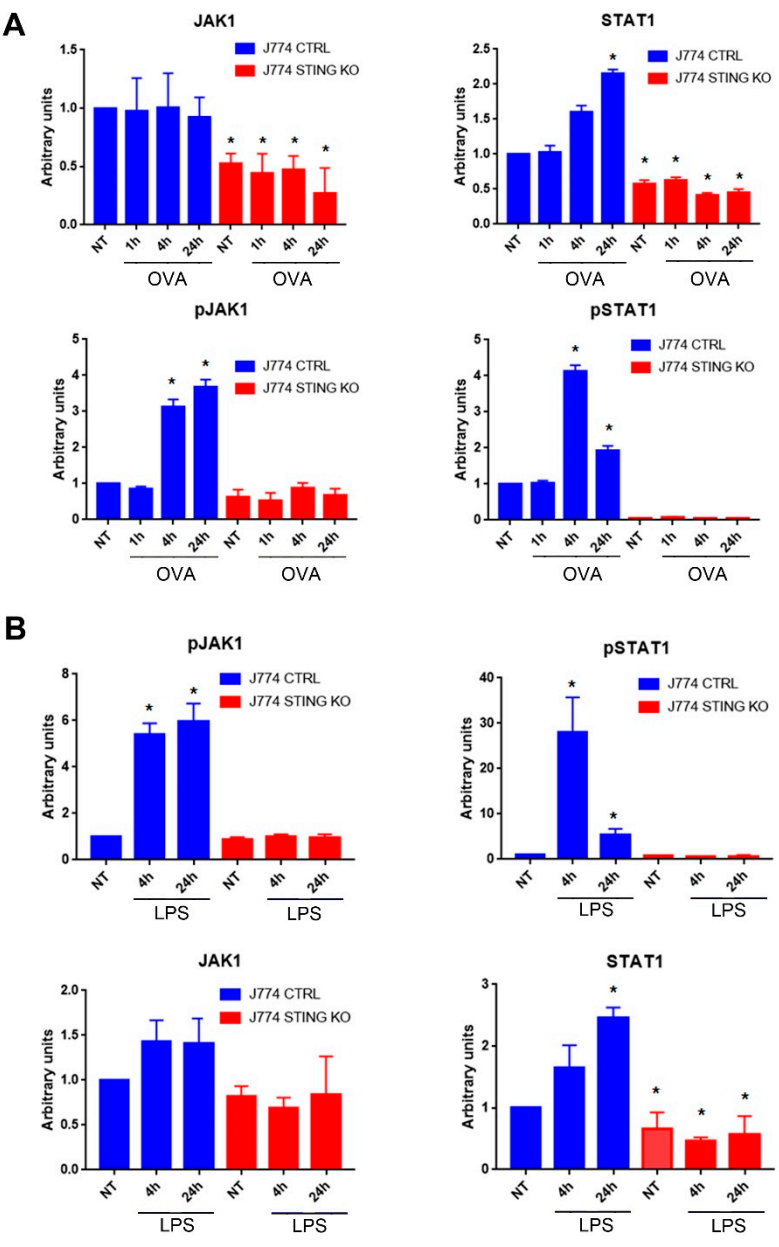 A
JAK1
J774 CTRL
J774 STING KO
Arbitrary units
1.5
1.0
0.5
0.0
*
*
*
*
NT 1h 4h 24h NT 1h 4h 24h
OVA OVA
STAT1
J774 CTRL
J774 STING KO
Arbitrary units
2.5
2.0
1.5
1.0
0.5
0.0
*
*
*
*
*
NT 1h 4h 24h NT 1h 4h 24h
OVA OVA
pJAK1
J774 CTRL
J774 STING KO
Arbitrary units
5
4
3
2
1
0
*
*
NT 1h 4h 24h NT 1h 4h 24h
OVA OVA
pSTAT1
J774 CTRL
J774 STING KO
Arbitrary units
5
4
3
2
1
0
*
*
NT 1h 4h 24h NT 1h 4h 24h
OVA OVA
B
pJAK1
J774 CTRL
J774 STING KO
Arbitrary units
8
6
4
2
0
*
*
NT 4h 24h NT 4h 24h
LPS LPS
pSTAT1
J774 CTRL
J774 STING KO
Arbitrary units
40
30
20
10
0
*
*
NT 4h 24h NT 4h 24h
LPS LPS
JAK1
J774 CTRL
J774 STING KO
Arbitrary units
2.0
1.5
1.0
0.5
0.0
NT 4h 24h NT 4h 24h
LPS LPS
STAT1
J774 CTRL
J774 STING KO
Arbitrary units
3
2
1
0
*
*
*
*
NT 4h 24h NT 4h 24h
LPS LPS